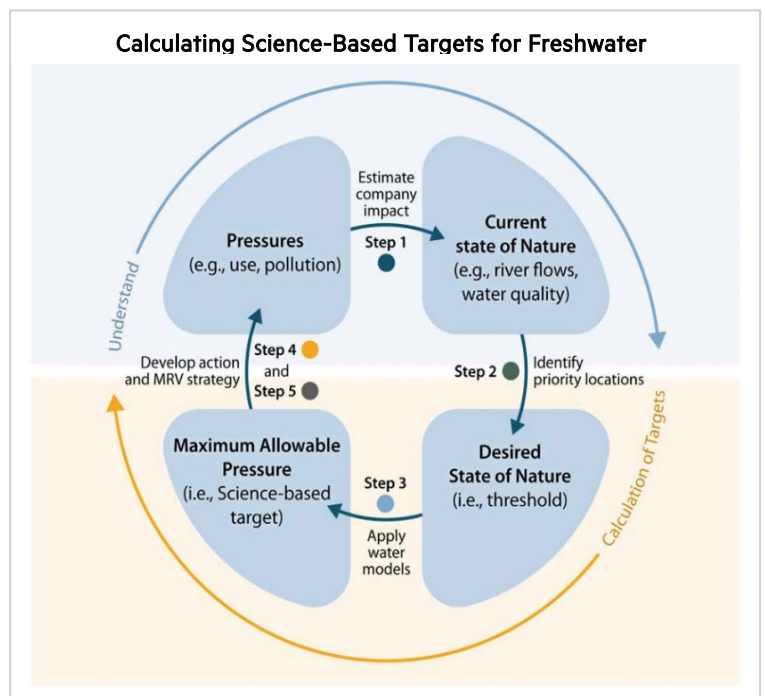 Calculating Science-Based Targets for Freshwater
Estimate
company
impact
Step 1
Pressures
(e.g., use, pollution)
Current
state of Nature
(e.g., river flows,
water quality)
Understand
Develop action
and MRV strategy
Step 4
and
Step 5
Step 2
Identify
priority locations
Maximum Allowable
Pressure
(i.e., Science-based
target)
Step 3
Apply
water
models
Desired
State of Nature
(i.e., threshold)
Calculation of Targets